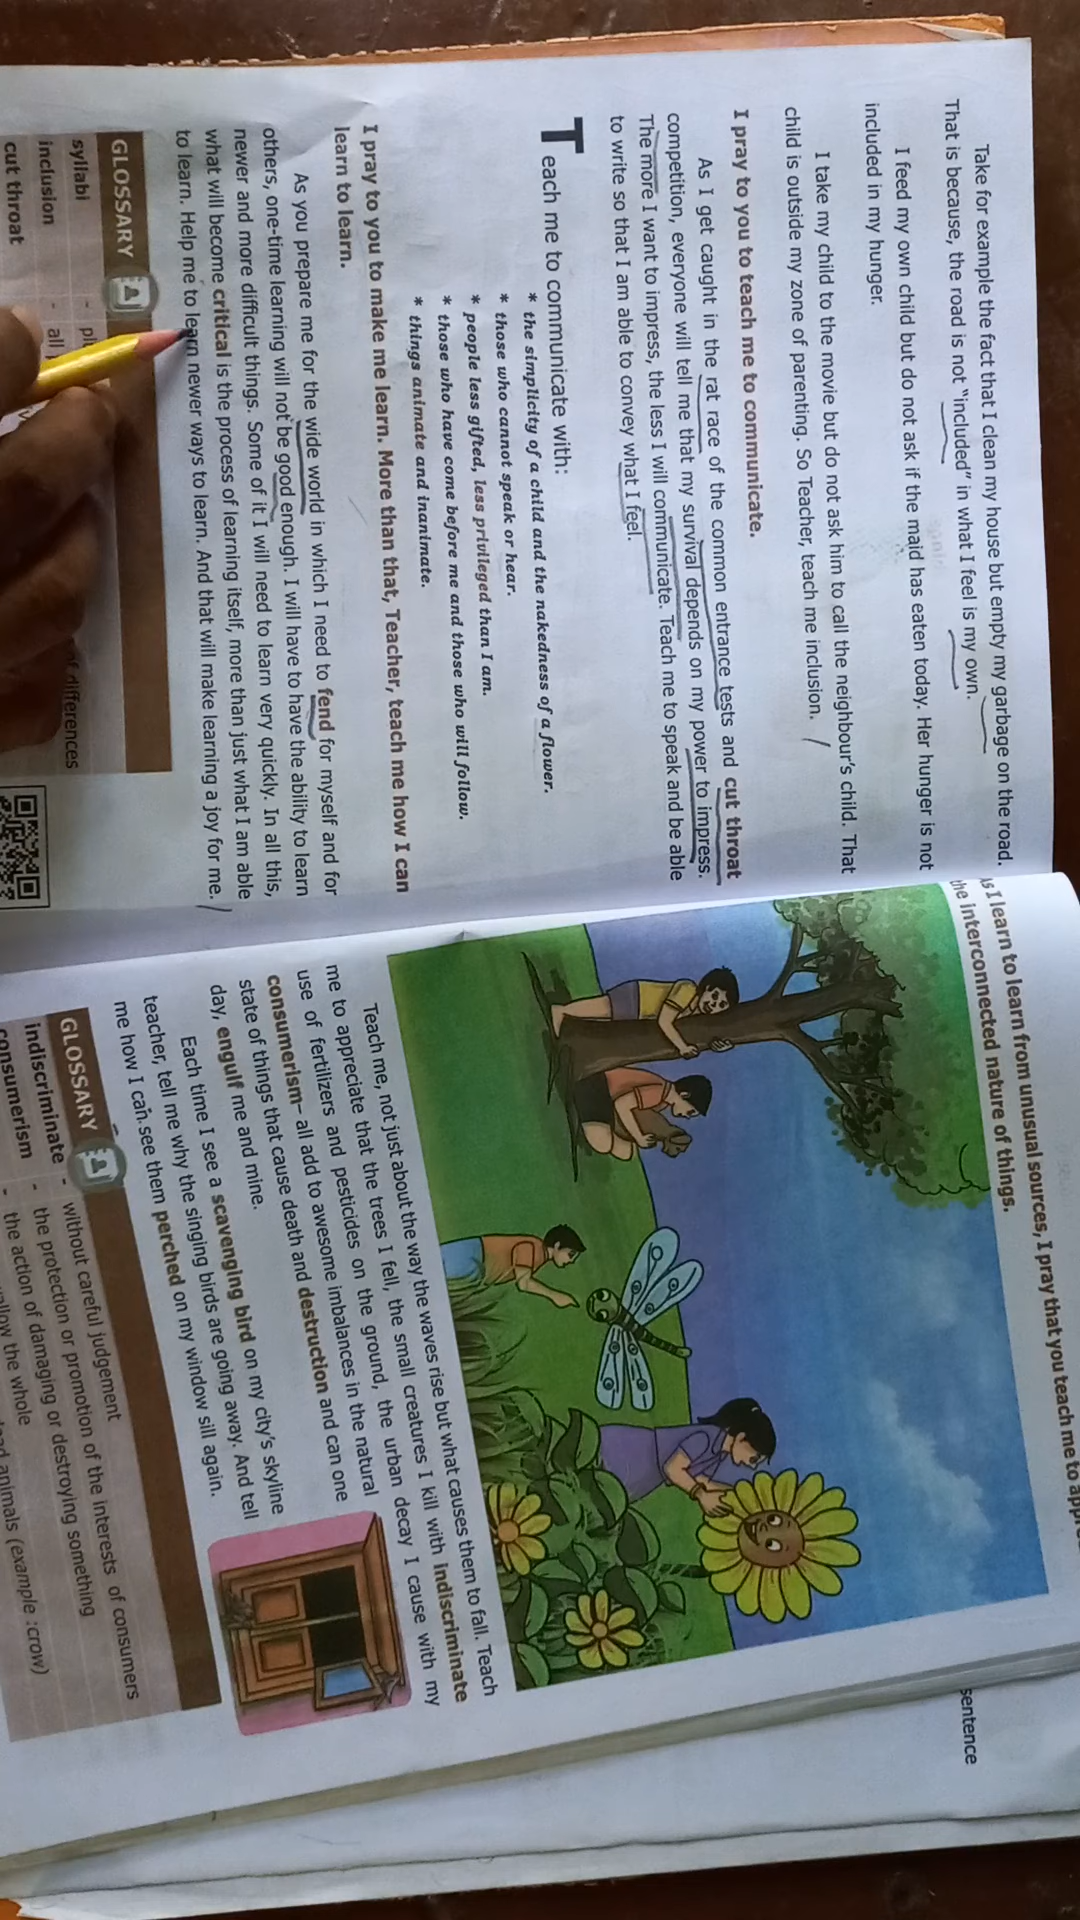 Take for example the fact that I clean my house but empty my garbage on the road.
That is because, the road is not "included" in what I feel is my own.
I feed my own child but do not ask if the maid has eaten today. Her hunger is not
included in my hunger.
I take my child to the movie but do not ask him to call the neighbour's child. That
child is outside my zone of parenting. So Teacher, teach me inclusion.
I pray to you to teach me to communicate.
As I get caught in the rat race of the common entrance tests and cut throat
competition, everyone will tell me that my survival depends on my power to impress.
The more I want to impress, the less I will communicate. Teach me to speak and be able
to write so that I am able to convey what I feel.
Teach me to communicate with:
* the simplicity of a child and the nakedness of a flower.
* those who cannot speak or hear.
* people less gifted, less privileged than I am.
* those who have come before me and those who will follow.
* things animate and inanimate.
I pray to you to make me learn. More than that, Teacher, teach me how I can
learn to learn.
As you prepare me for the wide world in which I need to fend for myself and for
others, one-time learning will not be good enough. I will have to have the ability to learn
newer and more difficult things. Some of it I will need to learn very quickly. In all this,
what will become critical is the process of learning itself, more than just what I am able
to learn. Help me to learn newer ways to learn. And that will make learning a joy for me.
GLOSSARY
syllabi - differences
inclusion - all
cut throat
As I learn to learn from unusual sources, I pray that you teach me to
the interconnected nature of things.
Teach me, not just about the way the waves rise but what causes them to fall. Teach
me to appreciate that the trees I fell, the small creatures I kill with indiscriminate
use of fertilizers and pesticides on the ground, the urban decay I cause with my
consumerism– all add to awesome imbalances in the natural
state of things that cause death and destruction and can one
day, engulf me and mine.
Each time I see a scavenging bird on my city's skyline
teacher, tell me why the singing birds are going away. And tell
me how I can see them perched on my window sill again.
GLOSSARY
indiscriminate - without careful judgement
consumerism - the protection or promotion of the interests of consumers
- the action of damaging or destroying something
the whole
animals (example :crow)
sentence